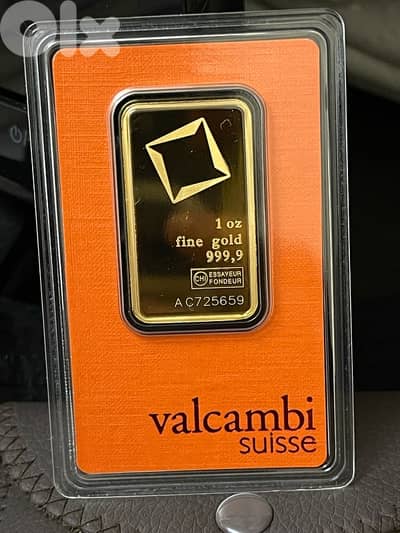 OLX
1 oz
fine gold
999,9
CHI ESSAYEUR
FONDEUR
AC725659
valcambi
suisse